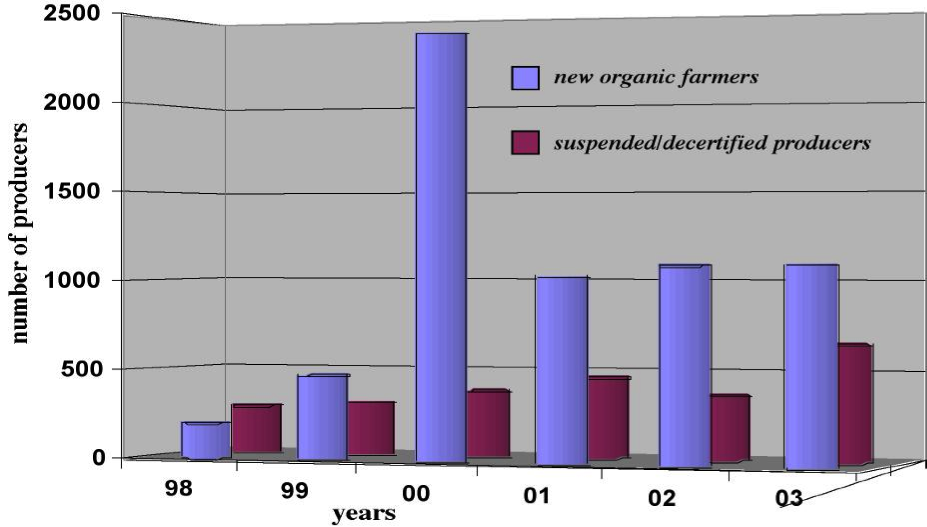 2500
2000
1500
1000
500
0
number of producers
new organic farmers
suspended/decertified producers
98 99 00 01 02 03
years